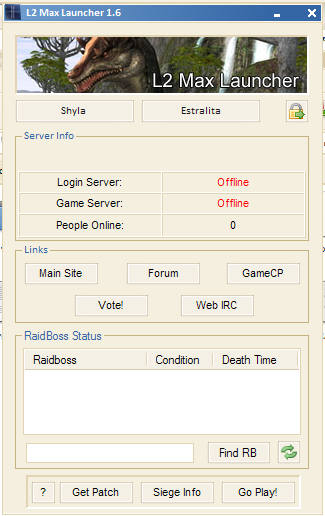 L2 Max Launcher 1.6
L2 Max Launcher
Shyla Estralita
Server Info
Login Server: Offline
Game Server: Offline
People Online: 0
Links
Main Site Forum GameCP
Vote! Web IRC
RaidBoss Status
Raidboss Condition Death Time
Find RB
? Get Patch Siege Info Go Play!